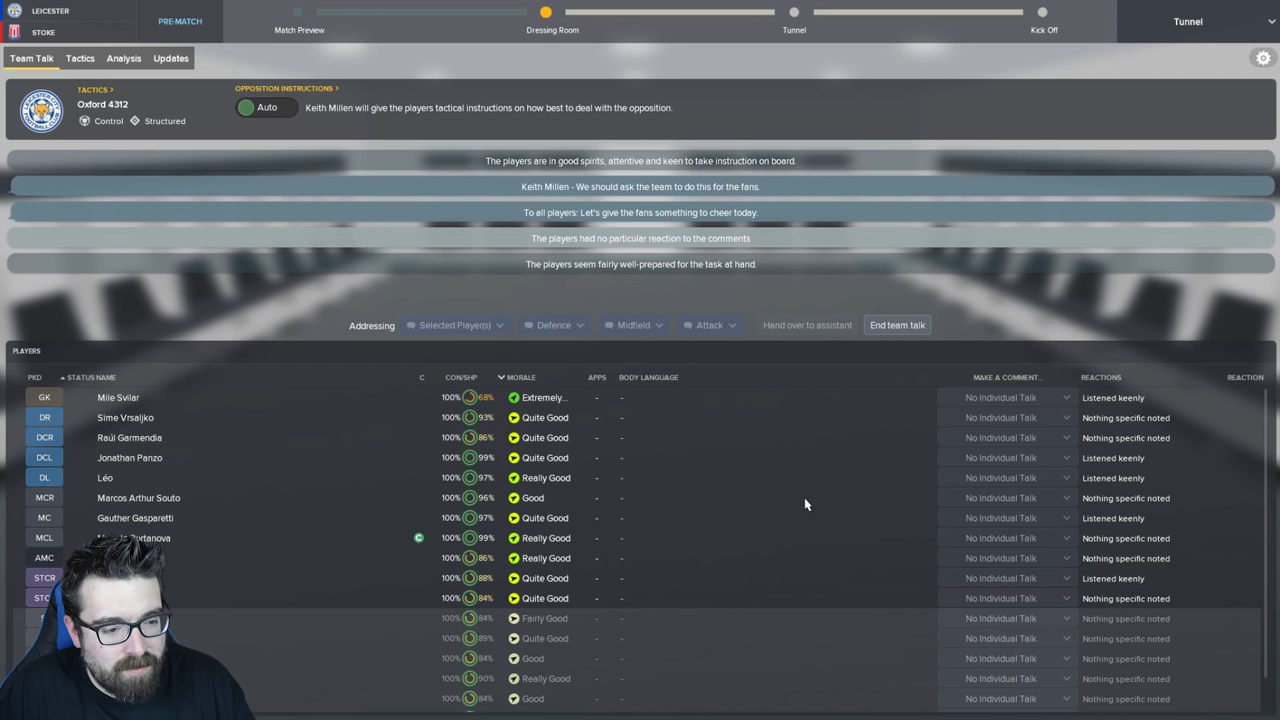 LEICESTER
STOKE
PRE-MATCH
Match Preview
Dressing Room
Tunnel
Kick Off
Tunnel
Team Talk Tactics Analysis Updates
TACTICS >
Oxford 4312
Control Structured
OPPOSITION INSTRUCTIONS >
Auto Keith Millen will give the players tactical instructions on how best to deal with the opposition.
The players are in good spirits, attentive and keen to take instruction on board.
Keith Millen - We should ask the team to do this for the fans.
To all players: Let's give the fans something to cheer today.
The players had no particular reaction to the comments
The players seem fairly well-prepared for the task at hand.
Addressing Selected Player(s) Defence Midfield Attack Hand over to assistant End team talk
PLAYERS
PKD STATUS NAME C CON/SHP MORALE APPS BODY LANGUAGE MAKE A COMMENT... REACTIONS REACTION
GK Mile Svilar 100% 68% Extremely... - - No Individual Talk Listened keenly
DR Sime Vrsaljko 100% 93% Quite Good - - No Individual Talk Nothing specific noted
DCR Raúl Garmendia 100% 86% Quite Good - - No Individual Talk Nothing specific noted
DCL Jonathan Panzo 100% 99% Quite Good - - No Individual Talk Listened keenly
DL Léo 100% 97% Really Good - - No Individual Talk Listened keenly
MCR Marcos Arthur Souto 100% 96% Good - - No Individual Talk Nothing specific noted
MC Gauther Gasparetti 100% 97% Quite Good - - No Individual Talk Listened keenly
MCL C 100% 99% Really Good - - No Individual Talk Nothing specific noted
AMC 100% 86% Really Good - - No Individual Talk Nothing specific noted
STCR 100% 88% Quite Good - - No Individual Talk Listened keenly
100% 84% Quite Good - - No Individual Talk Nothing specific noted
100% 84% Fairly Good No Individual Talk Nothing specific noted
100% 89% Quite Good No Individual Talk Nothing specific noted
100% 84% Good No Individual Talk Nothing specific noted
100% 90% Really Good No Individual Talk Nothing specific noted
100% 84% Good No Individual Talk Nothing specific noted